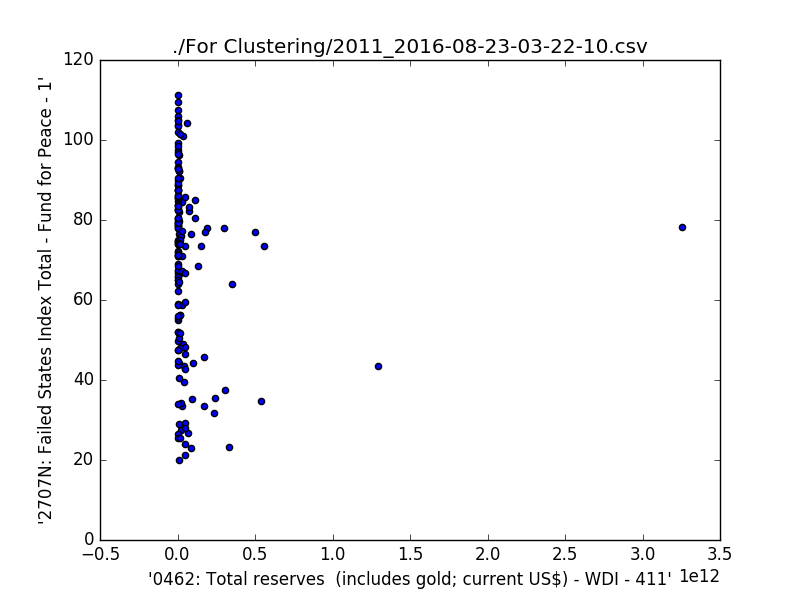 ./For Clustering/2011_2016-08-23-03-22-10.csv
'2707N: Failed States Index Total - Fund for Peace - 1'
120
100
80
60
40
20
0
−0.5 0.0 0.5 1.0 1.5 2.0 2.5 3.0 3.5
1e12
'0462: Total reserves  (includes gold; current US$) - WDI - 411'